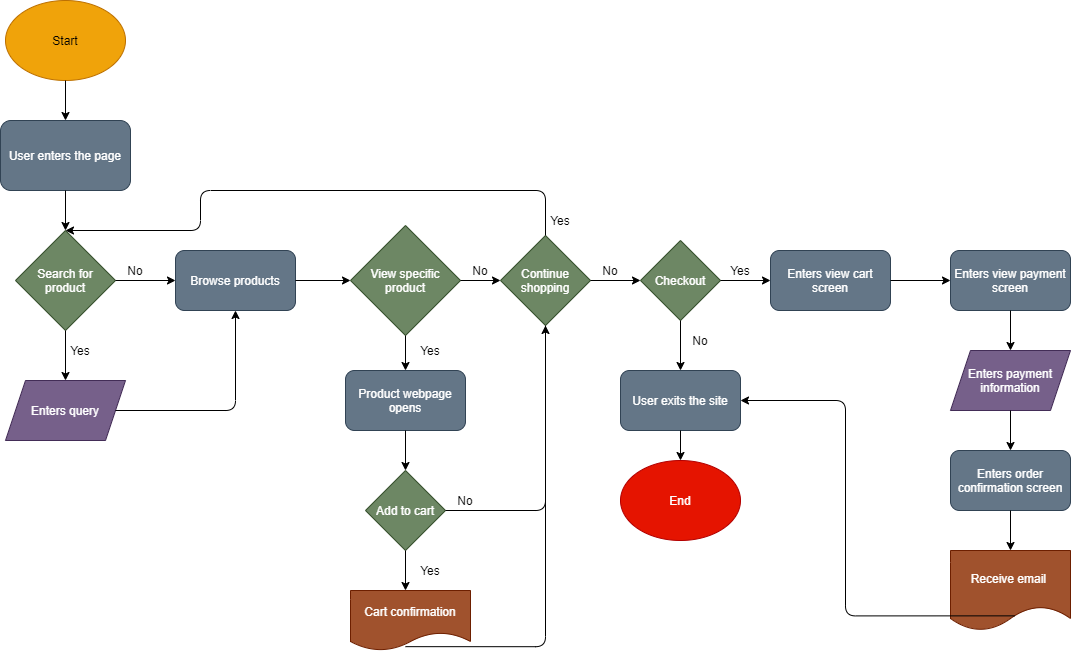 Start
User enters the page
Search for
product
Yes
Enters query
No
Browse products
View specific
product
Yes
Product webpage
opens
Add to cart
No
Yes
Cart confirmation
No
Continue
shopping
Yes
No
Checkout
No
User exits the site
End
Yes
Enters view cart
screen
Enters view payment
screen
Enters payment
information
Enters order
confirmation screen
Receive email